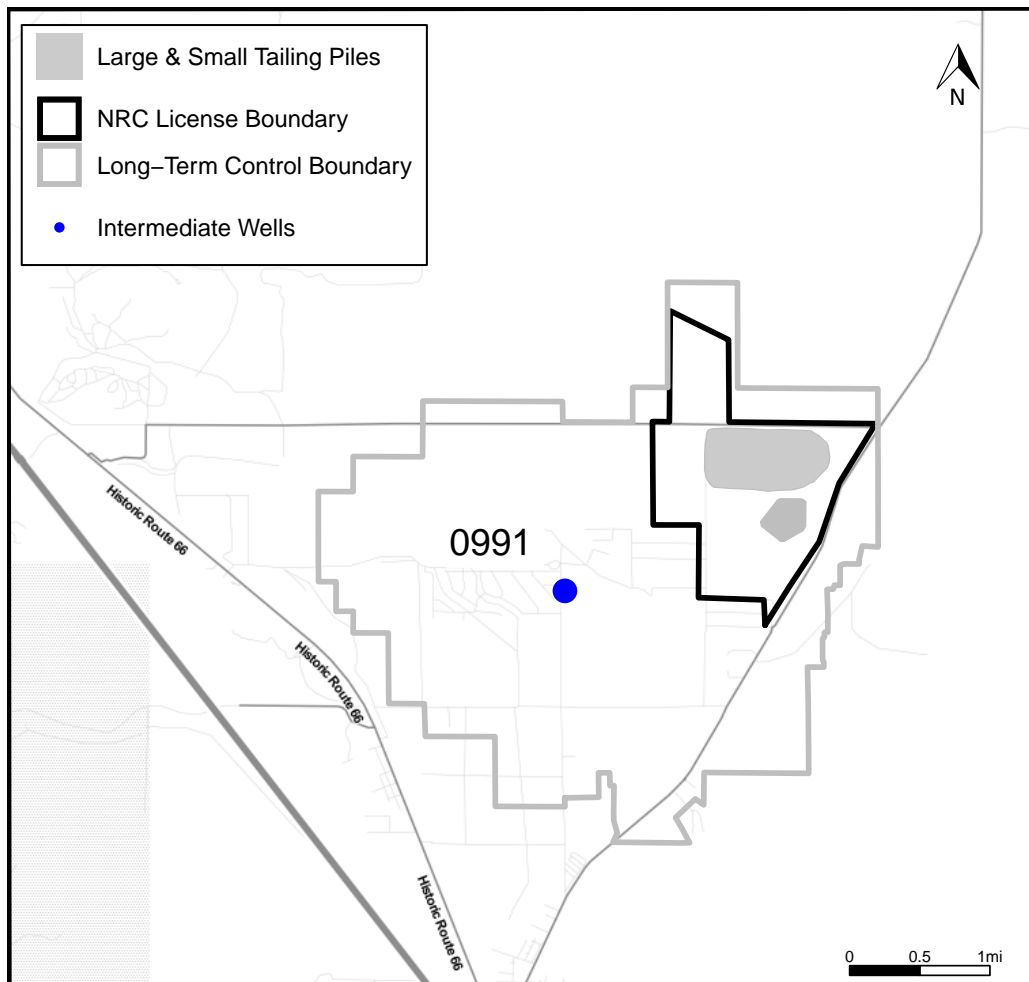 Large & Small Tailing Piles
NRC License Boundary
Long−Term Control Boundary
Intermediate Wells
N
Historic Route 66
0991
Historic Route 66
Historic Route 66
0 0.5 1mi